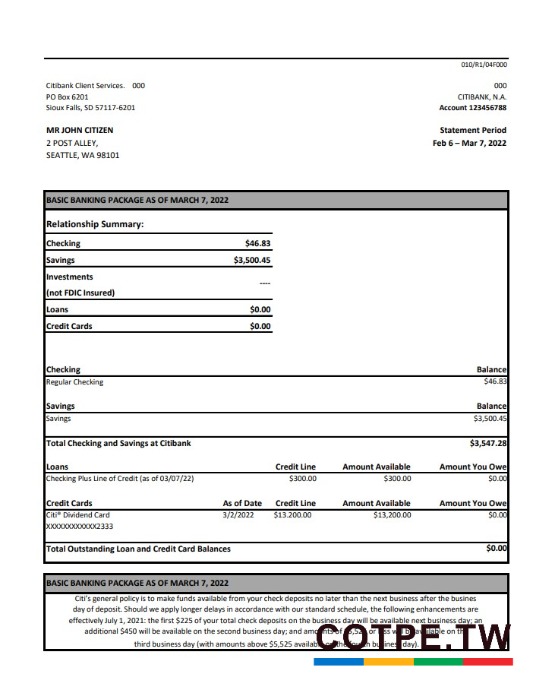 010/R1/04F000
Citibank Client Services. 000
PO Box 6201
Sioux Falls, SD 57117-6201
000
CITIBANK, N.A.
Account 123456788
MR JOHN CITIZEN
2 POST ALLEY,
SEATTLE, WA 98101
Statement Period
Feb 6 – Mar 7, 2022
BASIC BANKING PACKAGE AS OF MARCH 7, 2022
Relationship Summary:
Checking $46.83
Savings $3,500.45
Investments
(not FDIC Insured) ----
Loans $0.00
Credit Cards $0.00
Checking Balance
Regular Checking $46.83
Savings Balance
Savings $3,500.45
Total Checking and Savings at Citibank $3,547.28
Loans Credit Line Amount Available Amount You Owe
Checking Plus Line of Credit (as of 03/07/22) $300.00 $300.00 $0.00
Credit Cards As of Date Credit Line Amount Available Amount You Owe
Citi® Dividend Card 3/2/2022 $13.200.00 $13,200.00 $0.00
XXXXXXXXXXXX2333
Total Outstanding Loan and Credit Card Balances $0.00
BASIC BANKING PACKAGE AS OF MARCH 7, 2022
Citi's general policy is to make funds available from your check deposits no later than the next business after the business
day of deposit. Should we apply longer delays in accordance with our standard schedule, the following enhancements are
effectively July 1, 2021: the first $225 of your total check deposits on the business day will be available next business day; an
additional $450 will be available on the second business day; and amounts of $5,525 or less will be available on the
third business day (with amounts above $5,525 available on the fourth business day).
COTPE.TW